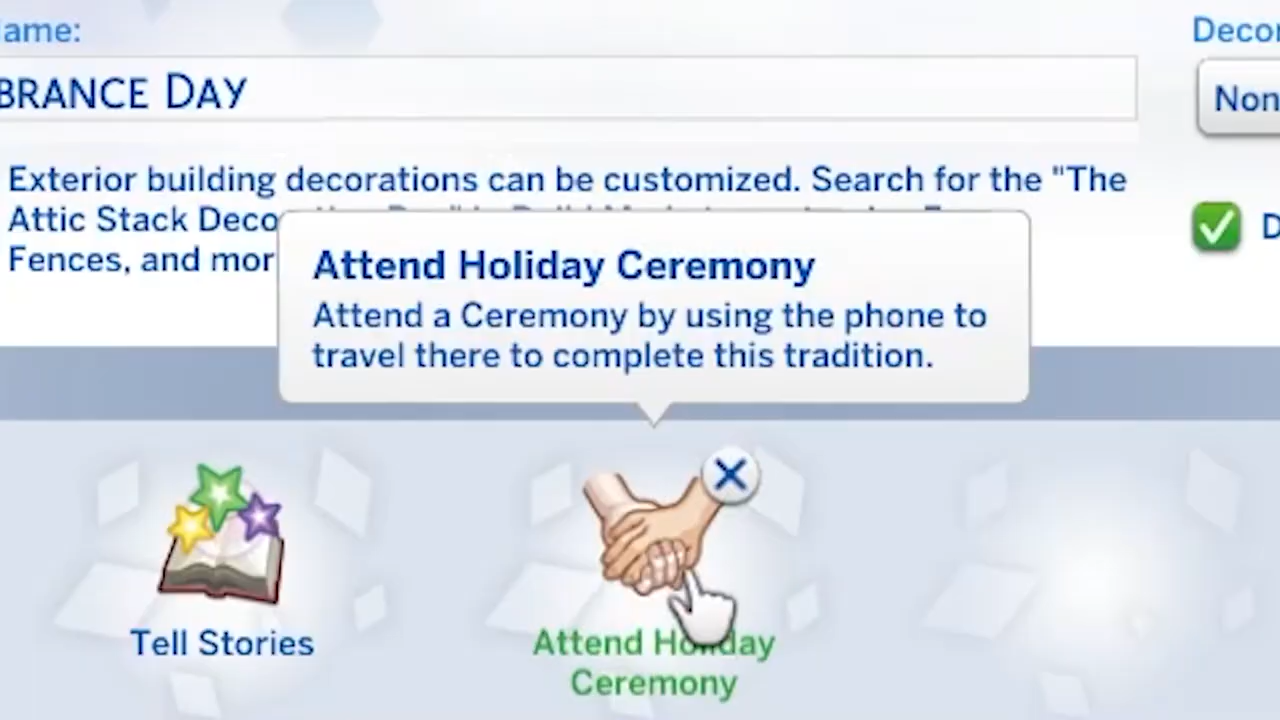 ame:
Decor
BRANCE DAY
Non
Exterior building decorations can be customized. Search for the "The
Attic Stack Deco
Fences, and mor
D
Attend Holiday Ceremony
Attend a Ceremony by using the phone to
travel there to complete this tradition.
Tell Stories
Attend Holiday
Ceremony